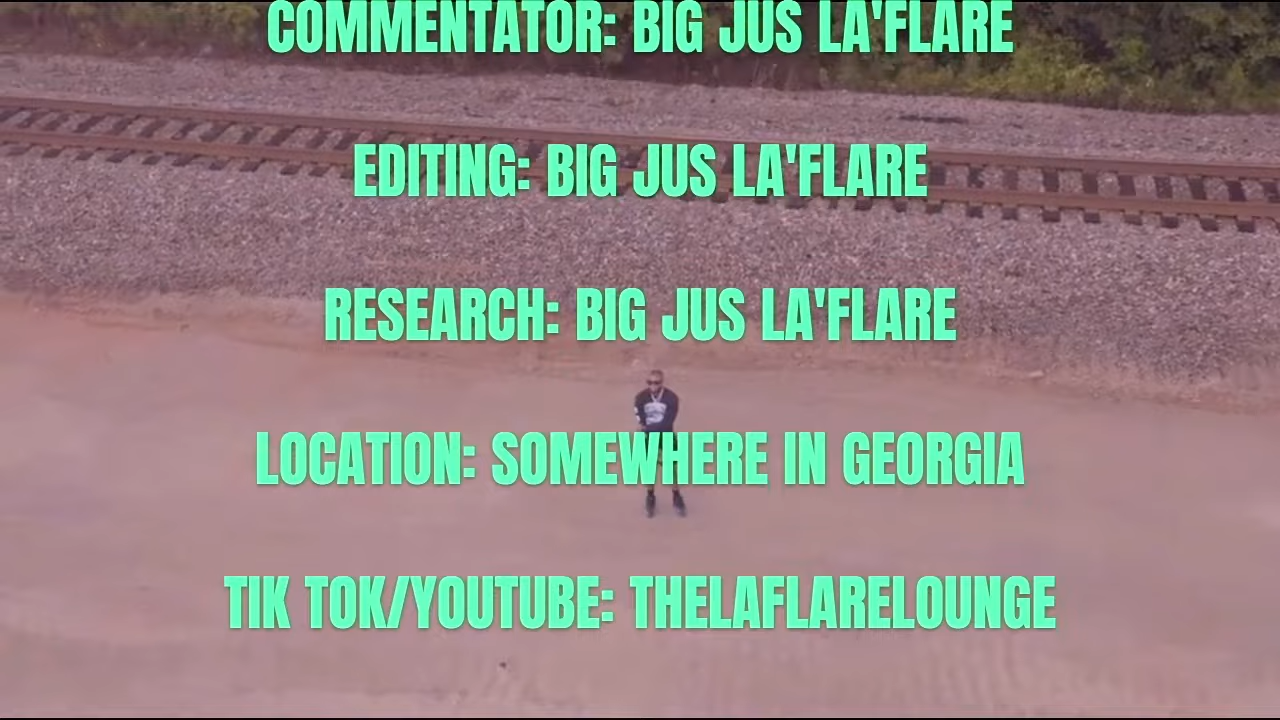 COMMENTATOR: BIG JUS LA'FLARE
EDITING: BIG JUS LA'FLARE
RESEARCH: BIG JUS LA'FLARE
LOCATION: SOMEWHERE IN GEORGIA
TIK TOK/YOUTUBE: THELAFLARELOUNGE